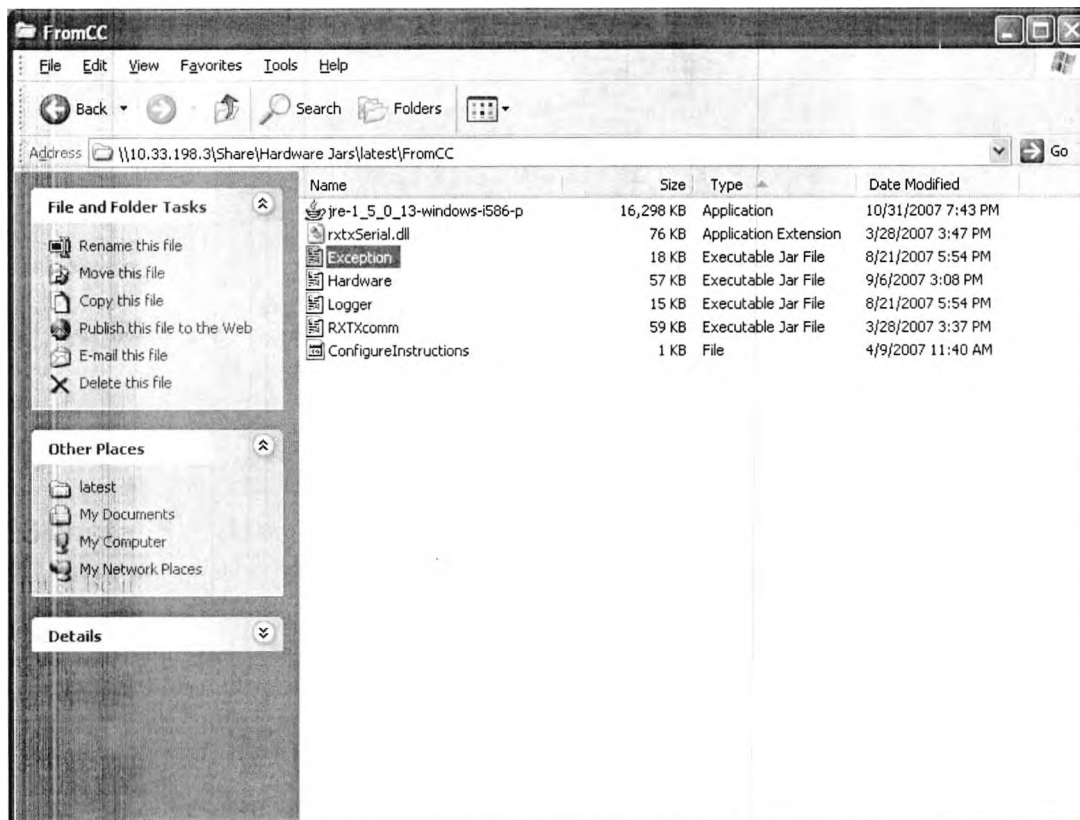 FromCC
File Edit View Favorites Tools Help
Back Search Folders
Address \\10.33.198.3\Share\Hardware Jars\latest\FromCC Go
File and Folder Tasks
Rename this file
Move this file
Copy this file
Publish this file to the Web
E-mail this file
Delete this file
Other Places
latest
My Documents
My Computer
My Network Places
Details
Name Size Type Date Modified
jre-1_5_0_13-windows-i586-p 16,298 KB Application 10/31/2007 7:43 PM
rxtxSerial.dll 76 KB Application Extension 3/28/2007 3:47 PM
Exception 18 KB Executable Jar File 8/21/2007 5:54 PM
Hardware 57 KB Executable Jar File 9/6/2007 3:08 PM
Logger 15 KB Executable Jar File 8/21/2007 5:54 PM
RXTXcomm 59 KB Executable Jar File 3/28/2007 3:37 PM
ConfigureInstructions 1 KB File 4/9/2007 11:40 AM